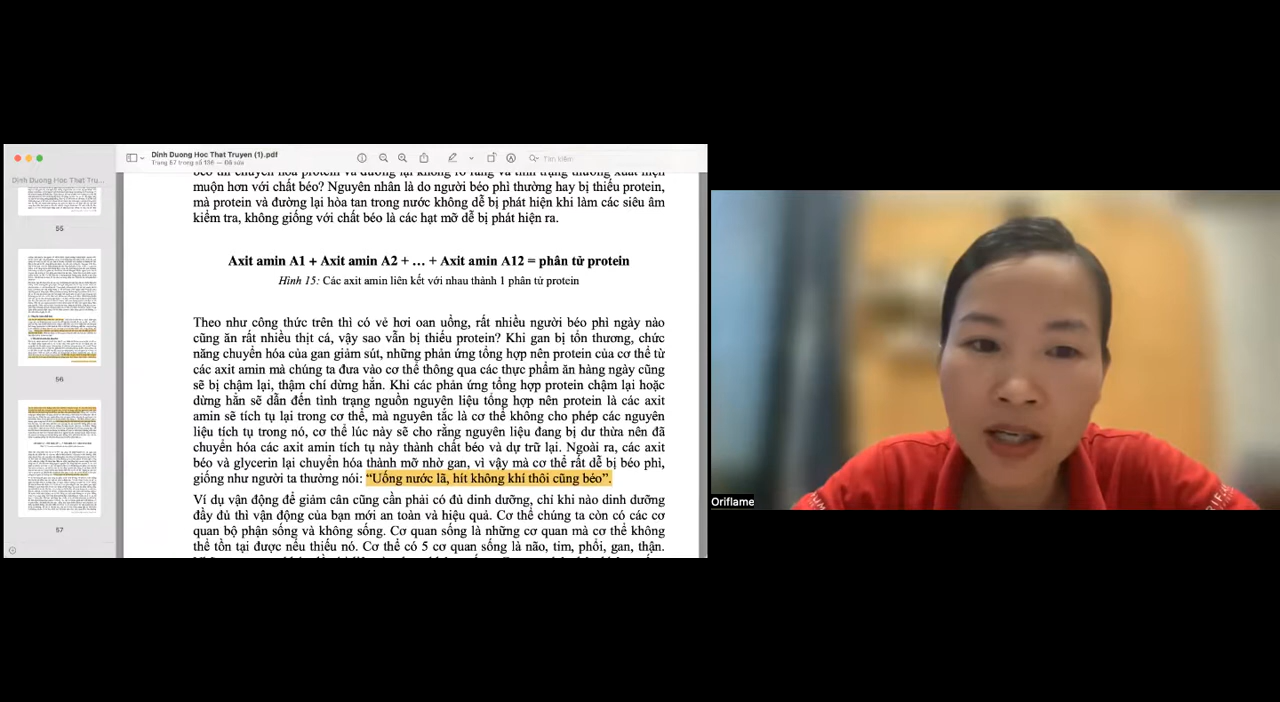 Dinh Duong Hoc That Truyen (1).pdf
Trang 57 trong số 136 — Đã sửa
Tìm kiếm
Dinh Duong Hoc That Tru...
55
56
57
muộn hơn với chất béo? Nguyên nhân là do người béo phì thường hay bị thiếu protein,
mà protein và đường lại hòa tan trong nước không dễ bị phát hiện khi làm các siêu âm
kiểm tra, không giống với chất béo là các hạt mỡ dễ bị phát hiện ra.
Axit amin A1 + Axit amin A2 + … + Axit amin A12 = phân tử protein
Hình 15: Các axit amin liên kết với nhau thành 1 phân tử protein
Theo như công thức trên thì có vẻ hơi oan uổng, rất nhiều người béo phì ngày nào
cũng ăn rất nhiều thịt cá, vậy sao vẫn bị thiếu protein? Khi gan bị tổn thương, chức
năng chuyển hóa của gan giảm sút, những phản ứng tổng hợp nên protein của cơ thể từ
các axit amin mà chúng ta đưa vào cơ thể thông qua các thực phẩm ăn hàng ngày cũng
sẽ bị chậm lại, thậm chí dừng hẳn. Khi các phản ứng tổng hợp protein chậm lại hoặc
dừng hẳn sẽ dẫn đến tình trạng nguồn nguyên liệu tổng hợp nên protein là các axit
amin sẽ tích tụ lại trong cơ thể, mà nguyên tắc là cơ thể không cho phép các nguyên
liệu tích tụ trong nó, cơ thể lúc này sẽ cho rằng nguyên liệu đang bị dư thừa nên đã
chuyển hóa các axit amin tích tụ này thành chất béo và dự trữ lại. Ngoài ra, các axit
béo và glycerin lại chuyển hóa thành mỡ nhờ gan, vì vậy mà cơ thể rất dễ bị béo phì,
giống như người ta thường nói: “Uống nước lã, hít không khí thôi cũng béo”.
Ví dụ vận động để giảm cân cũng cần phải có đủ dinh dưỡng, chỉ khi nào dinh dưỡng
đầy đủ thì vận động của bạn mới an toàn và hiệu quả. Cơ thể chúng ta còn có các cơ
quan bộ phận sống và không sống. Cơ quan sống là những cơ quan mà cơ thể không
thể tồn tại được nếu thiếu nó. Cơ thể có 5 cơ quan sống là não, tim, phổi, gan, thận.
Oriflame